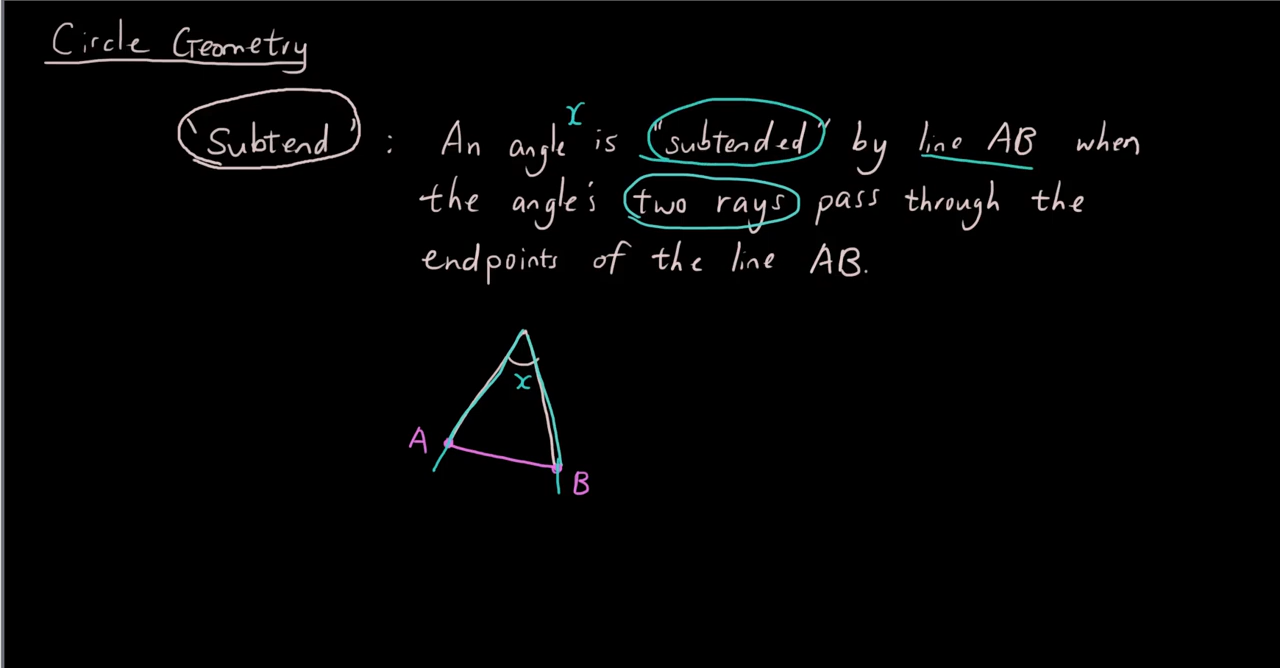 Circle Geometry
x
"Subtend" : An angle is "subtended" by line AB when
the angle's two rays pass through the
endpoints of the line AB.
x
A
B